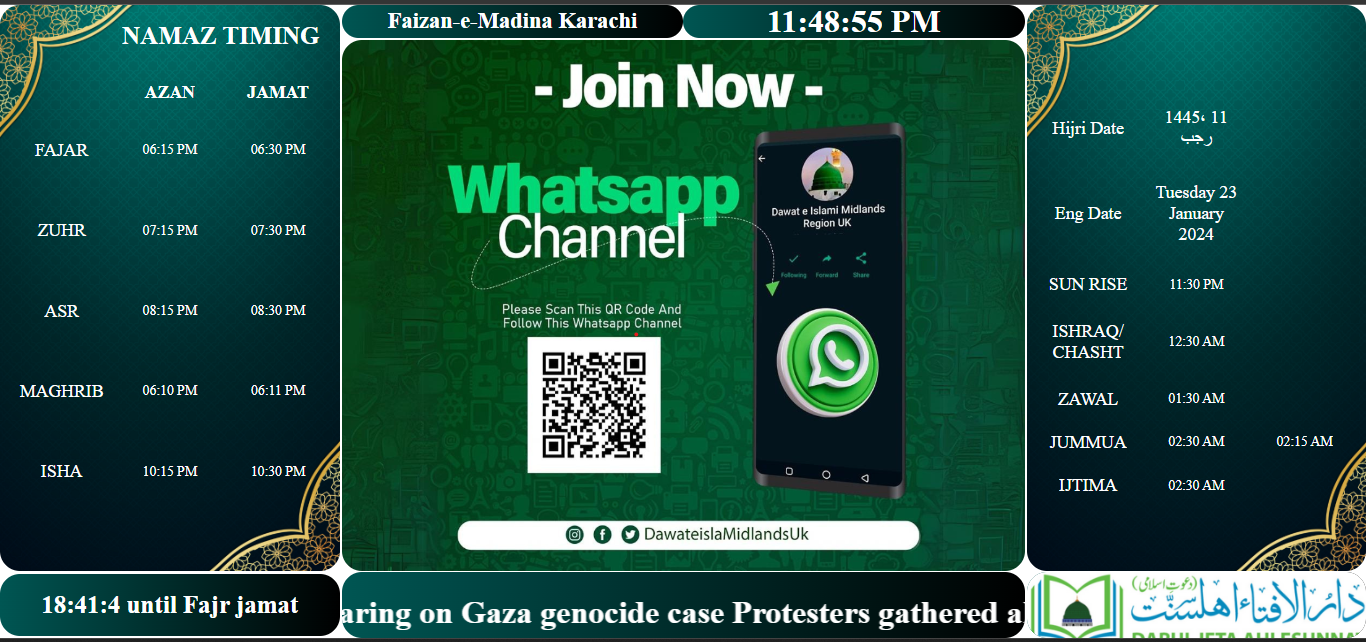 NAMAZ TIMING
AZAN JAMAT
FAJAR 06:15 PM 06:30 PM
ZUHR 07:15 PM 07:30 PM
ASR 08:15 PM 08:30 PM
MAGHRIB 06:10 PM 06:11 PM
ISHA 10:15 PM 10:30 PM
18:41:4 until Fajr jamat
Faizan-e-Madina Karachi
11:48:55 PM
- Join Now -
Whatsapp
Channel
Please Scan This QR Code And
Follow This Whatsapp Channel
Dawat e Islami Midlands
Region UK
Following Forward Share
DawateislaMidlandsUk
aring on Gaza genocide case Protesters gathered a
Hijri Date
11 ،1445
رجب
Eng Date
Tuesday 23
January
2024
SUN RISE 11:30 PM
ISHRAQ/
CHASHT
12:30 AM
ZAWAL 01:30 AM
JUMMUA 02:30 AM 02:15 AM
IJTIMA 02:30 AM
(دعوتِ اسلامی)
دارالافتاء اهلسنّت
DARUL IFTA AHLESUNNAT